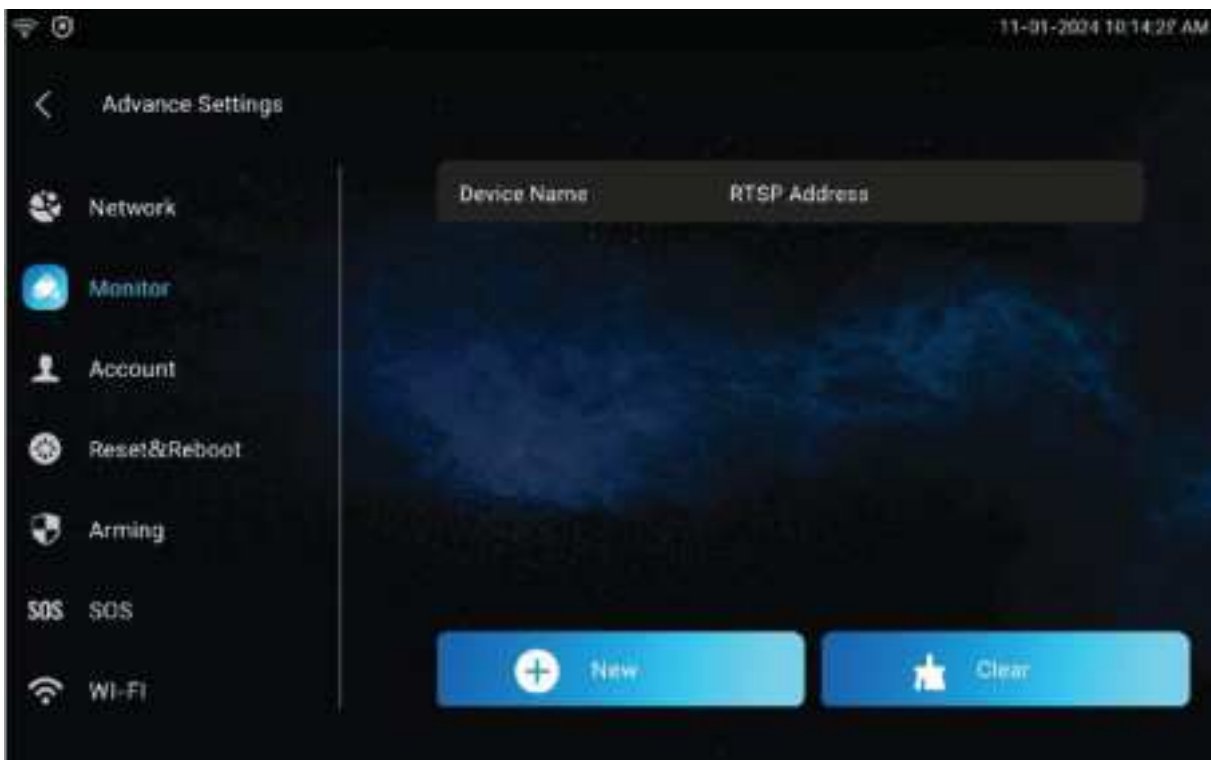 11-01-2024 10:14:27 AM
Advance Settings
Device Name RTSP Address
Network
Monitor
Account
Reset&Reboot
Arming
SOS SOS
WI-FI
New Clear